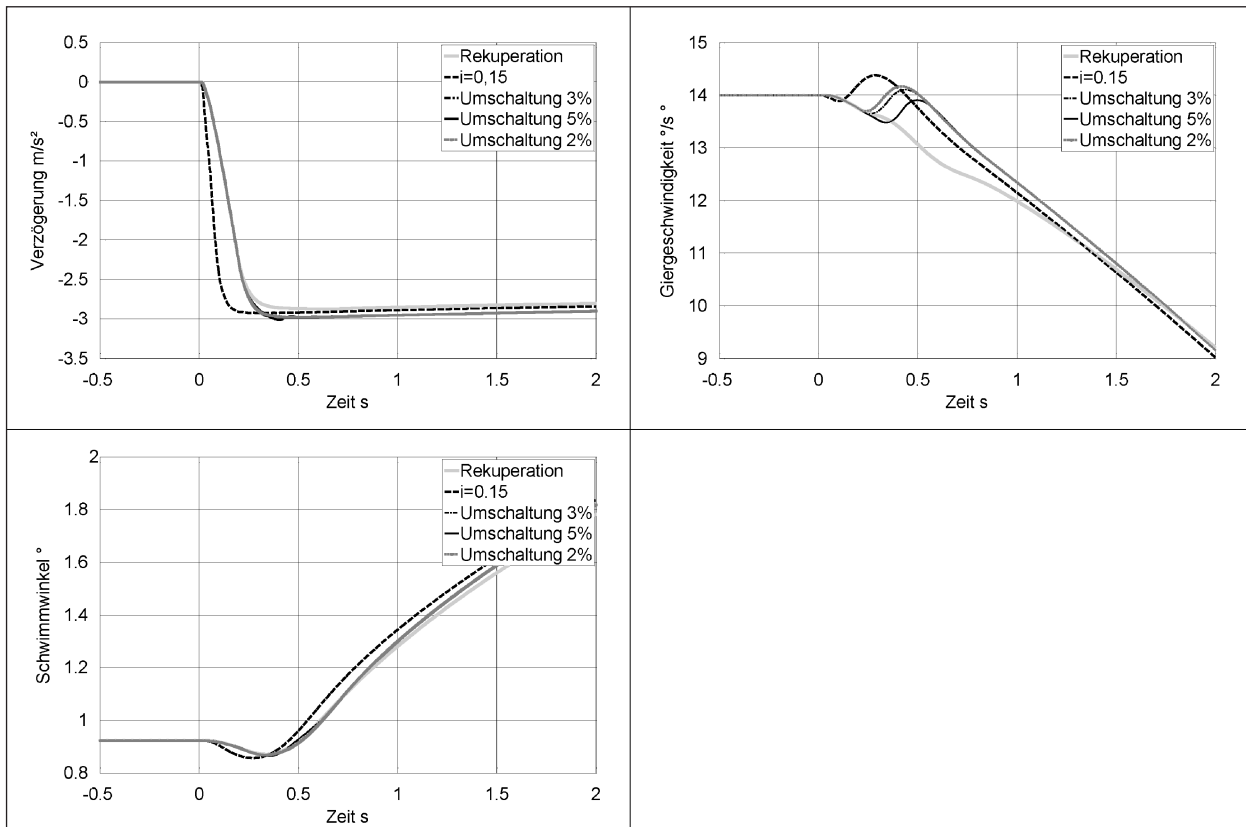 0.5
0
-0.5
-1
-1.5
-2
-2.5
-3
-3.5
Verzögerung m/s²
-0.5 0 0.5 1 1.5 2
Zeit s
Rekuperation
i=0,15
Umschaltung 3%
Umschaltung 5%
Umschaltung 2%
15
14
13
12
11
10
9
Giergeschwindigkeit °/s
-0.5 0 0.5 1 1.5 2
Zeit s
Rekuperation
i=0.15
Umschaltung 3%
Umschaltung 5%
Umschaltung 2%
2
1.8
1.6
1.4
1.2
1
0.8
Schwimmwinkel °
-0.5 0 0.5 1 1.5 2
Zeit s
Rekuperation
i=0.15
Umschaltung 3%
Umschaltung 5%
Umschaltung 2%